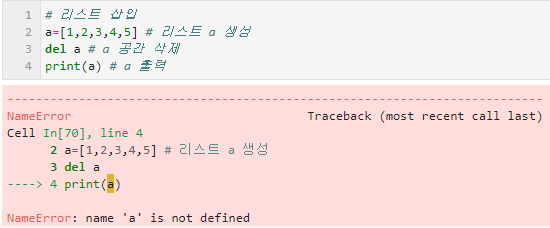 1 # 리스트 삽입
2 a=[1,2,3,4,5] # 리스트 a 생성
3 del a # a 공간 삭제
4 print(a) # a 출력
---------------------------------------------------------------------------
NameError Traceback (most recent call last)
Cell In[70], line 4
2 a=[1,2,3,4,5] # 리스트 a 생성
3 del a
----> 4 print(a)
NameError: name 'a' is not defined